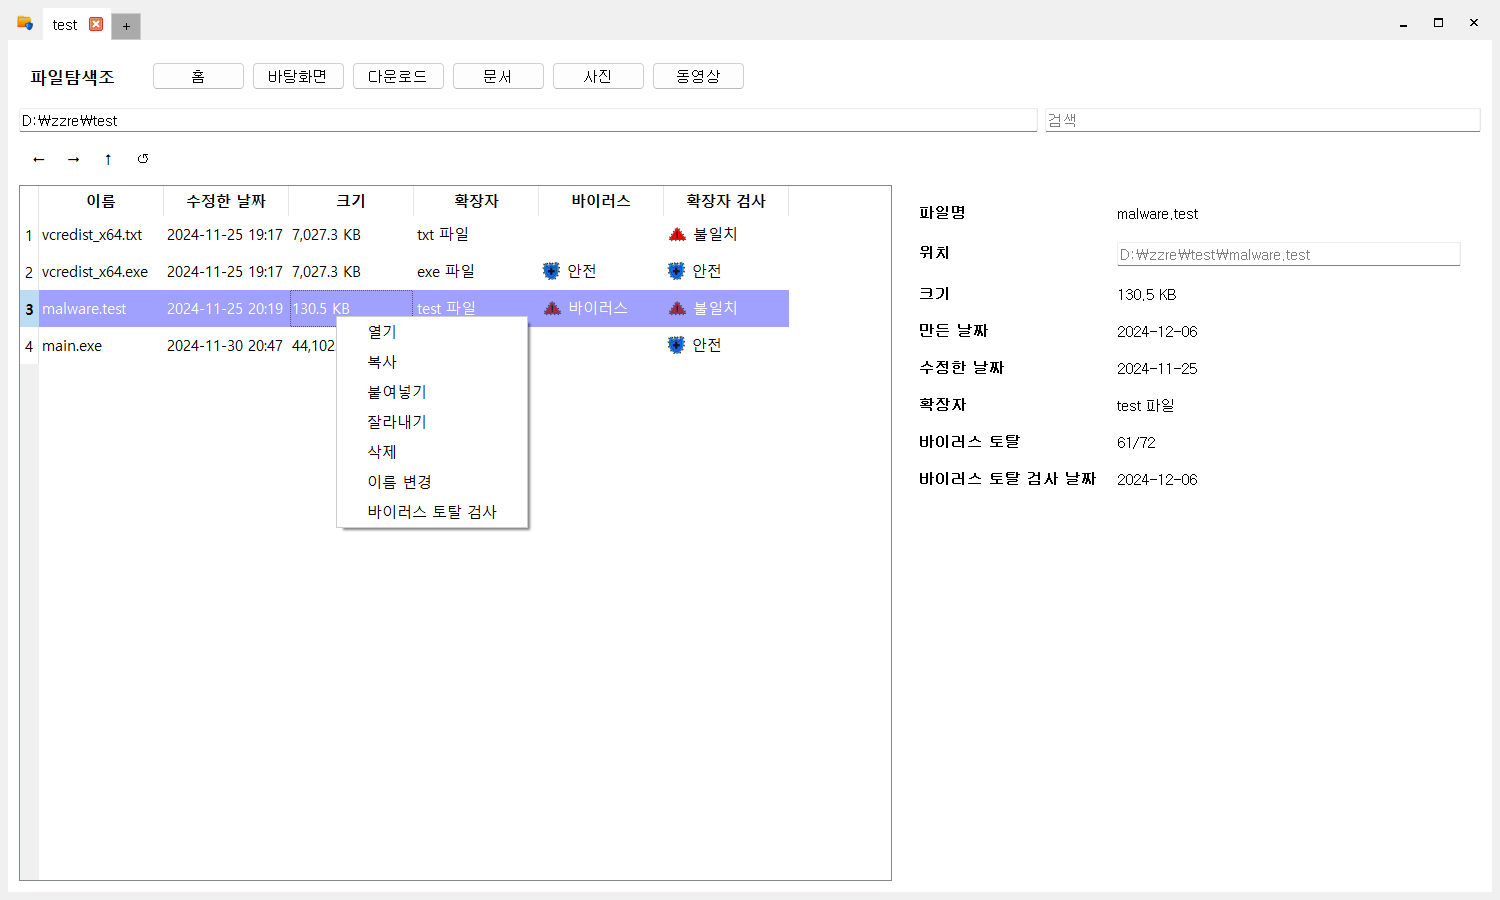 test
+
파일탐색조 홈 바탕화면 다운로드 문서 사진 동영상
D:₩zzre₩test 검색
← → ↑
이름 수정한 날짜 크기 확장자 바이러스 확장자 검사
1 vcredist_x64.txt 2024-11-25 19:17 7,027.3 KB txt 파일 불일치
2 vcredist_x64.exe 2024-11-25 19:17 7,027.3 KB exe 파일 안전 안전
3 malware.test 2024-11-25 20:19 130.5 KB test 파일 바이러스 불일치
4 main.exe 2024-11-30 20:47 44,102 안전
열기
복사
붙여넣기
잘라내기
삭제
이름 변경
바이러스 토탈 검사
파일명 malware.test
위치 D:₩zzre₩test₩malware.test
크기 130.5 KB
만든 날짜 2024-12-06
수정한 날짜 2024-11-25
확장자 test 파일
바이러스 토탈 61/72
바이러스 토탈 검사 날짜 2024-12-06